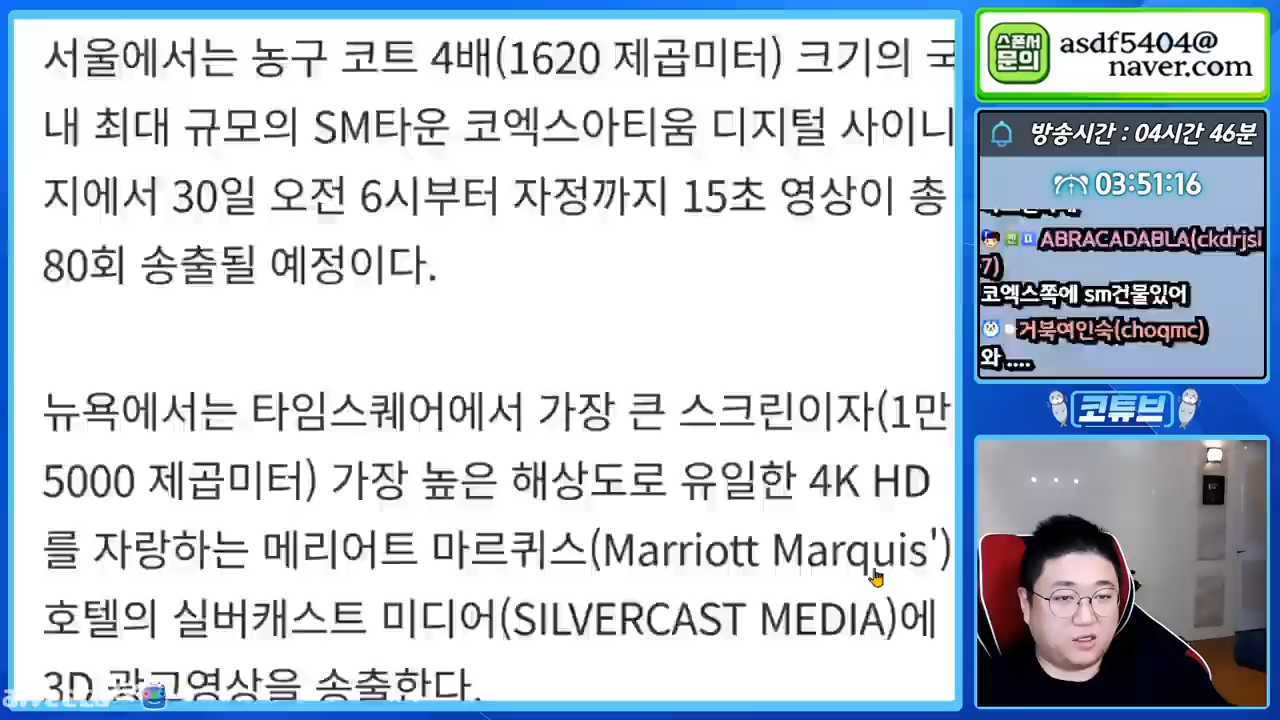 서울에서는 농구 코트 4배(1620 제곱미터) 크기의 국
내 최대 규모의 SM타운 코엑스아티움 디지털 사이니
지에서 30일 오전 6시부터 자정까지 15초 영상이 총
80회 송출될 예정이다.
뉴욕에서는 타임스퀘어에서 가장 큰 스크린이자(1만
5000 제곱미터) 가장 높은 해상도로 유일한 4K HD
를 자랑하는 메리어트 마르퀴스(Marriott Marquis')
호텔의 실버캐스트 미디어(SILVERCAST MEDIA)에
3D 광고영상을 송출한다.
스폰서
문의
asdf5404@
naver.com
방송시간 : 04시간 46분
03:51:16
ABRACADABLA(ckdrjsl
7)
코엑스쪽에 sm건물있어
거북여인숙(choqmc)
와 ....
코튜브